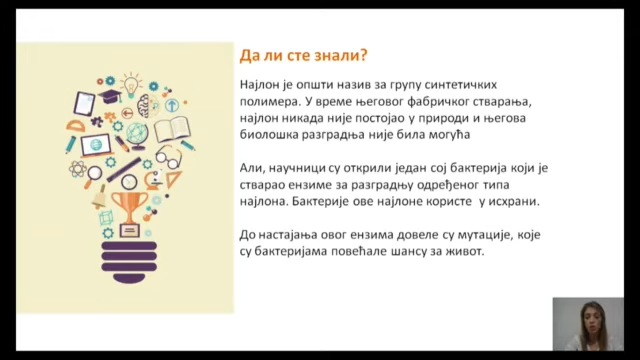 Да ли сте знали?
Најлон је општи назив за групу синтетичких
полимера. У време његовог фабричког стварања,
најлон никада није постојао у природи и његова
биолошка разградња није била могућа
Али, научници су открили један сој бактерија који је
стварао ензиме за разградњу одређеног типа
најлона. Бактерије ове најлоне користе у исхрани.
До настајања овог ензима довеле су мутације, које
су бактеријама повећале шансу за живот.